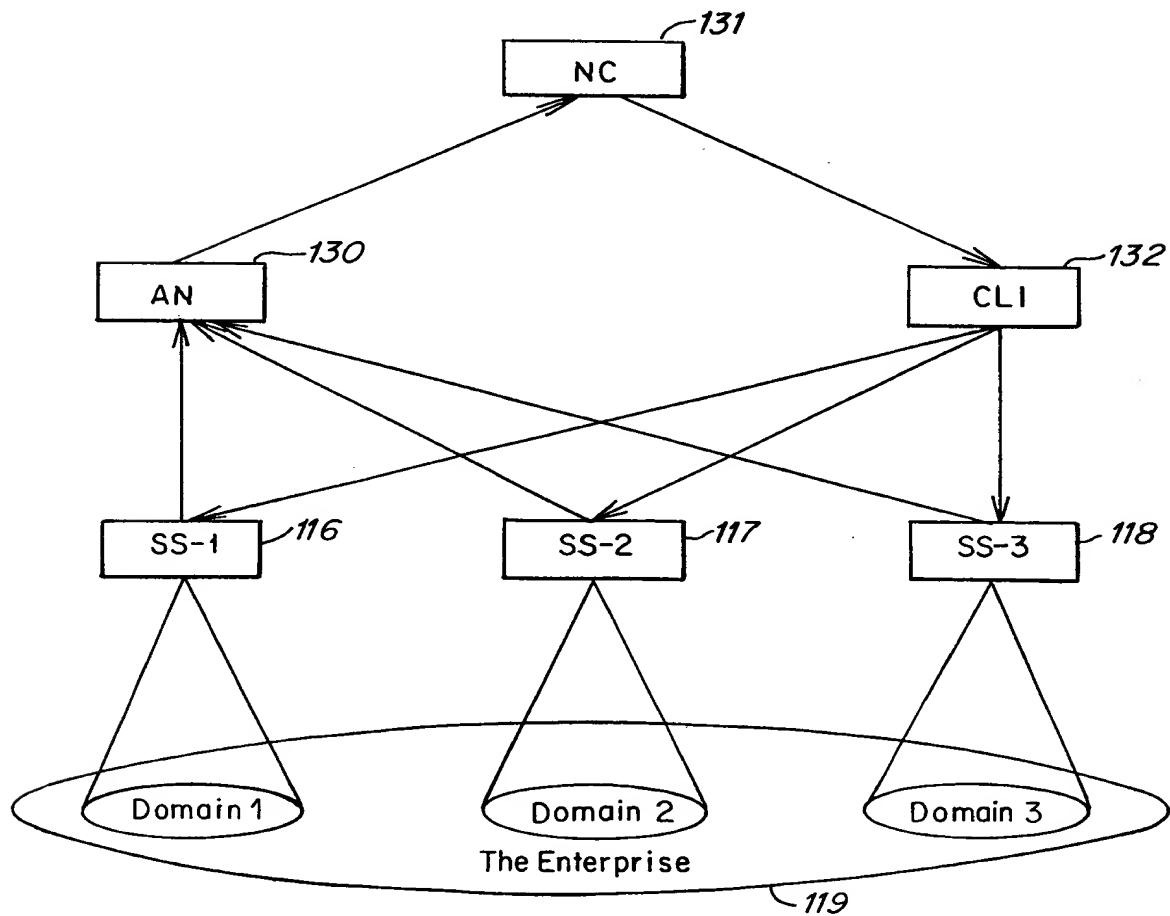 131
NC
130
AN
132
CLI
SS-1
116
SS-2
117
SS-3
118
Domain 1
Domain 2
Domain 3
The Enterprise
119